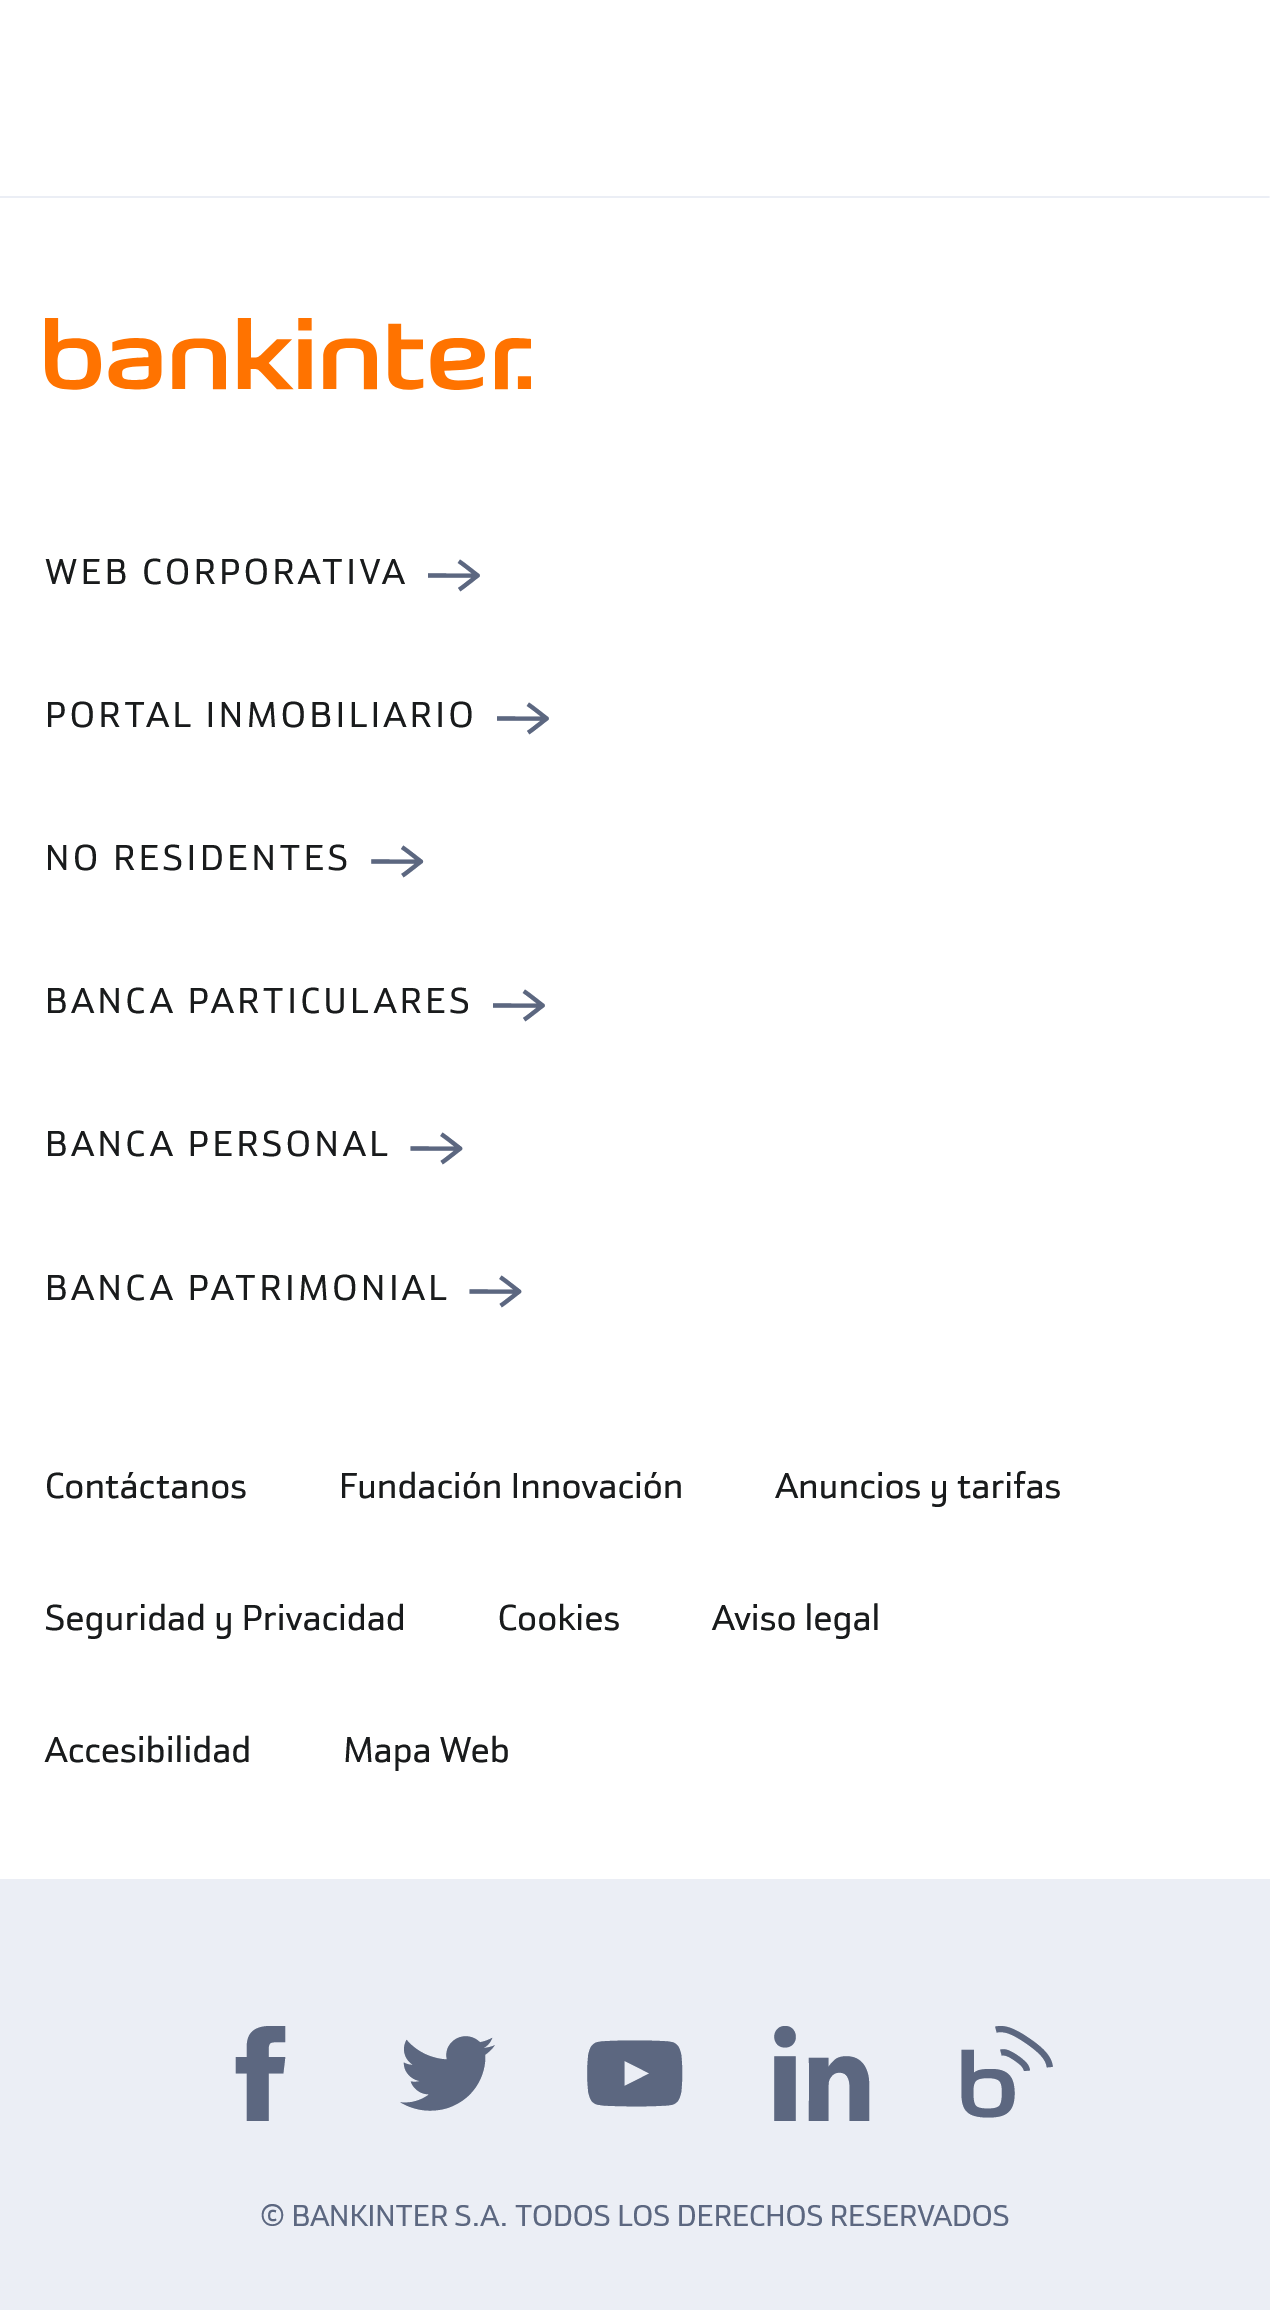 bankinter.
WEB CORPORATIVA
PORTAL INMOBILIARIO
NO RESIDENTES
BANCA PARTICULARES
BANCA PERSONAL
BANCA PATRIMONIAL
Contáctanos Fundación Innovación Anuncios y tarifas
Seguridad y Privacidad Cookies Aviso legal
Accesibilidad Mapa Web
© BANKINTER S.A. TODOS LOS DERECHOS RESERVADOS